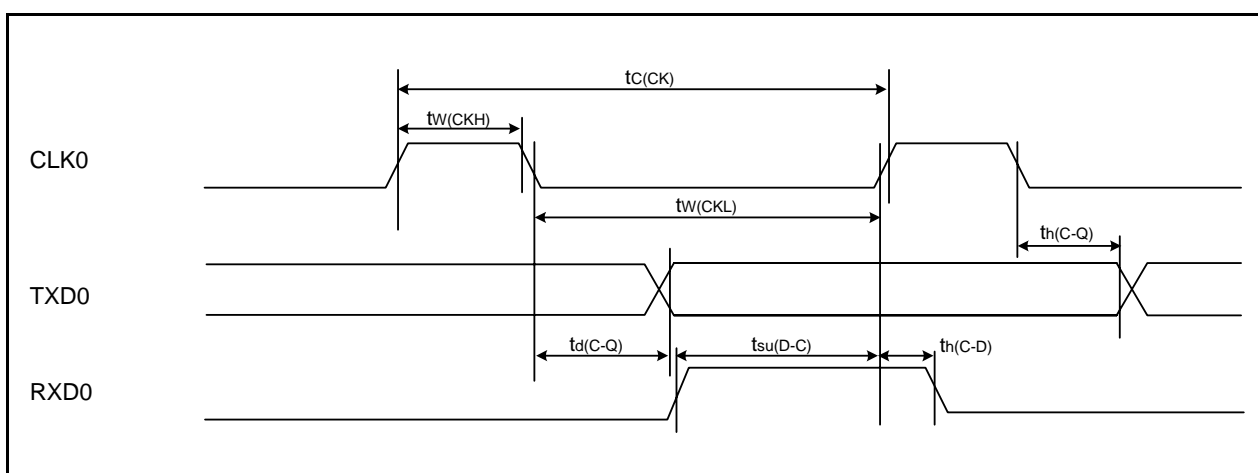 tC(CK)
tW(CKH)
CLK0
tW(CKL)
th(C-Q)
TXD0
td(C-Q)
tsu(D-C)
th(C-D)
RXD0